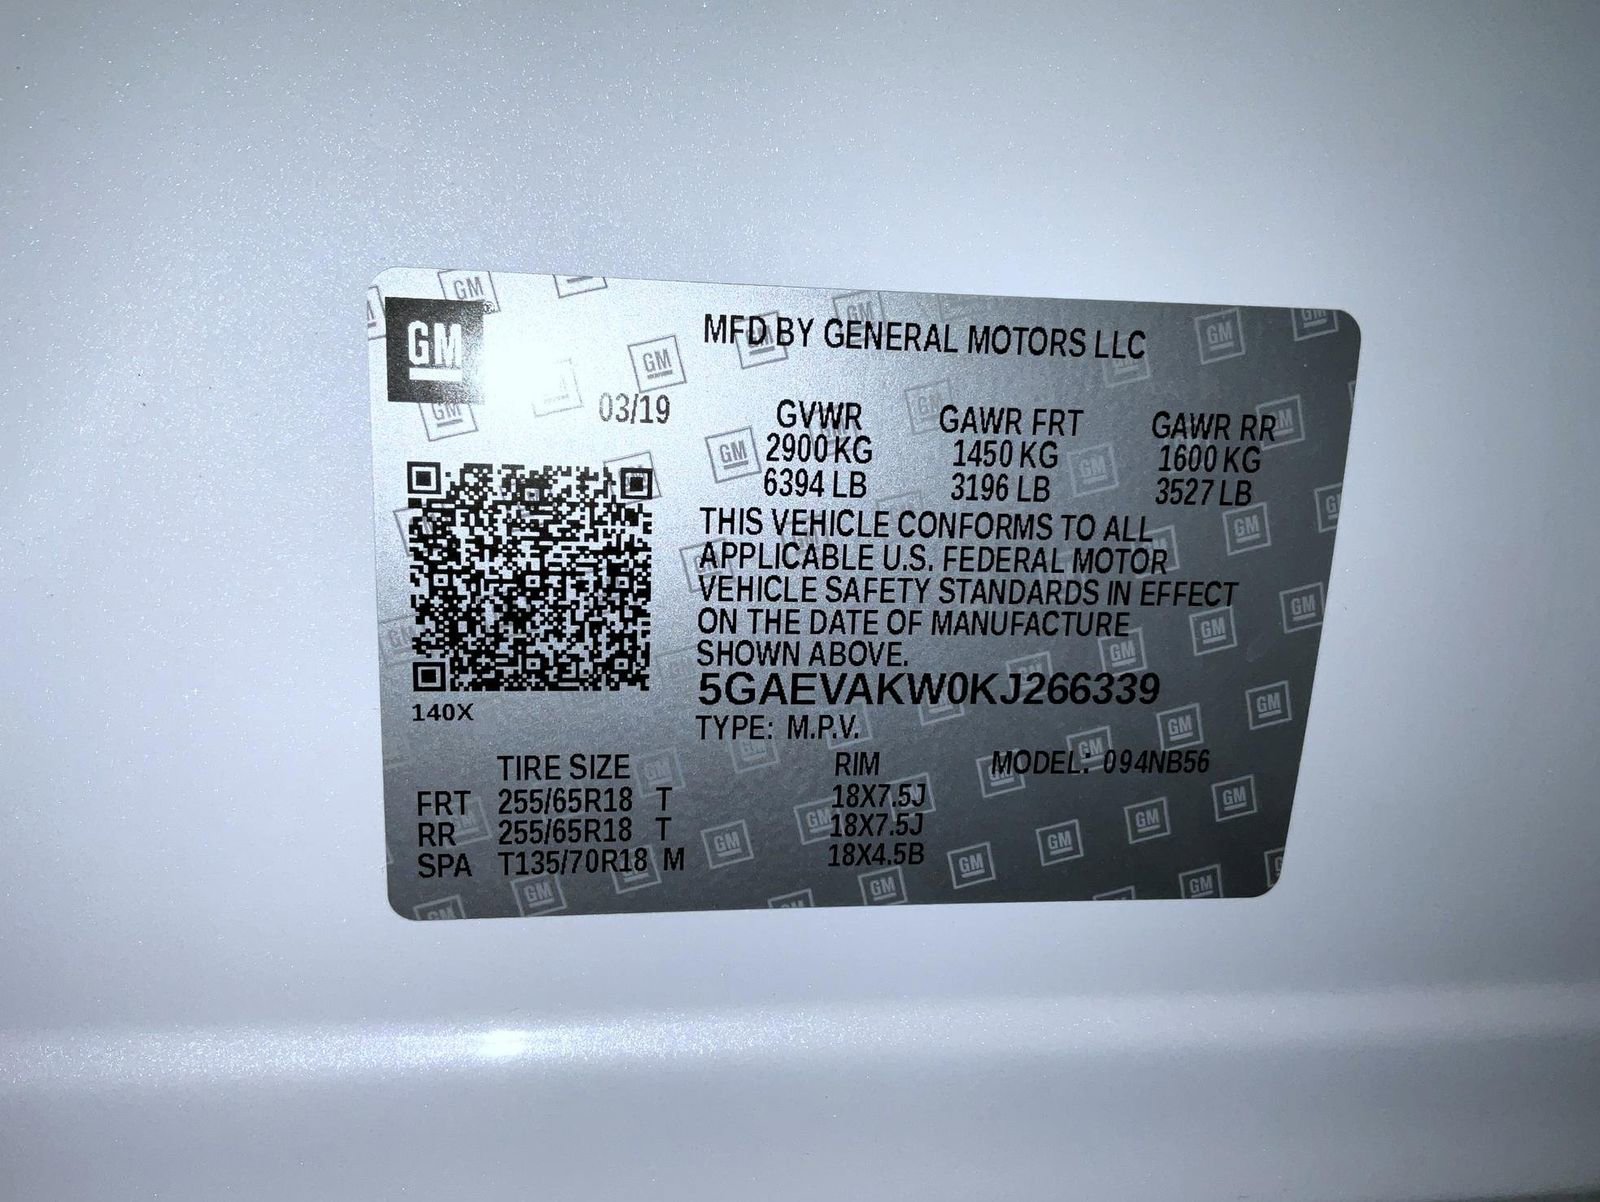 GM
MFD BY GENERAL MOTORS LLC
03/19
GVWR GAWR FRT GAWR RR
2900 KG 1450 KG 1600 KG
6394 LB 3196 LB 3527 LB
THIS VEHICLE CONFORMS TO ALL
APPLICABLE U.S. FEDERAL MOTOR
VEHICLE SAFETY STANDARDS IN EFFECT
ON THE DATE OF MANUFACTURE
SHOWN ABOVE.
5GAEVAKW0KJ266339
140X
TYPE: M.P.V.
TIRE SIZE RIM MODEL: 094NB56
FRT 255/65R18 T 18X7.5J
RR 255/65R18 T 18X7.5J
SPA T135/70R18 M 18X4.5B